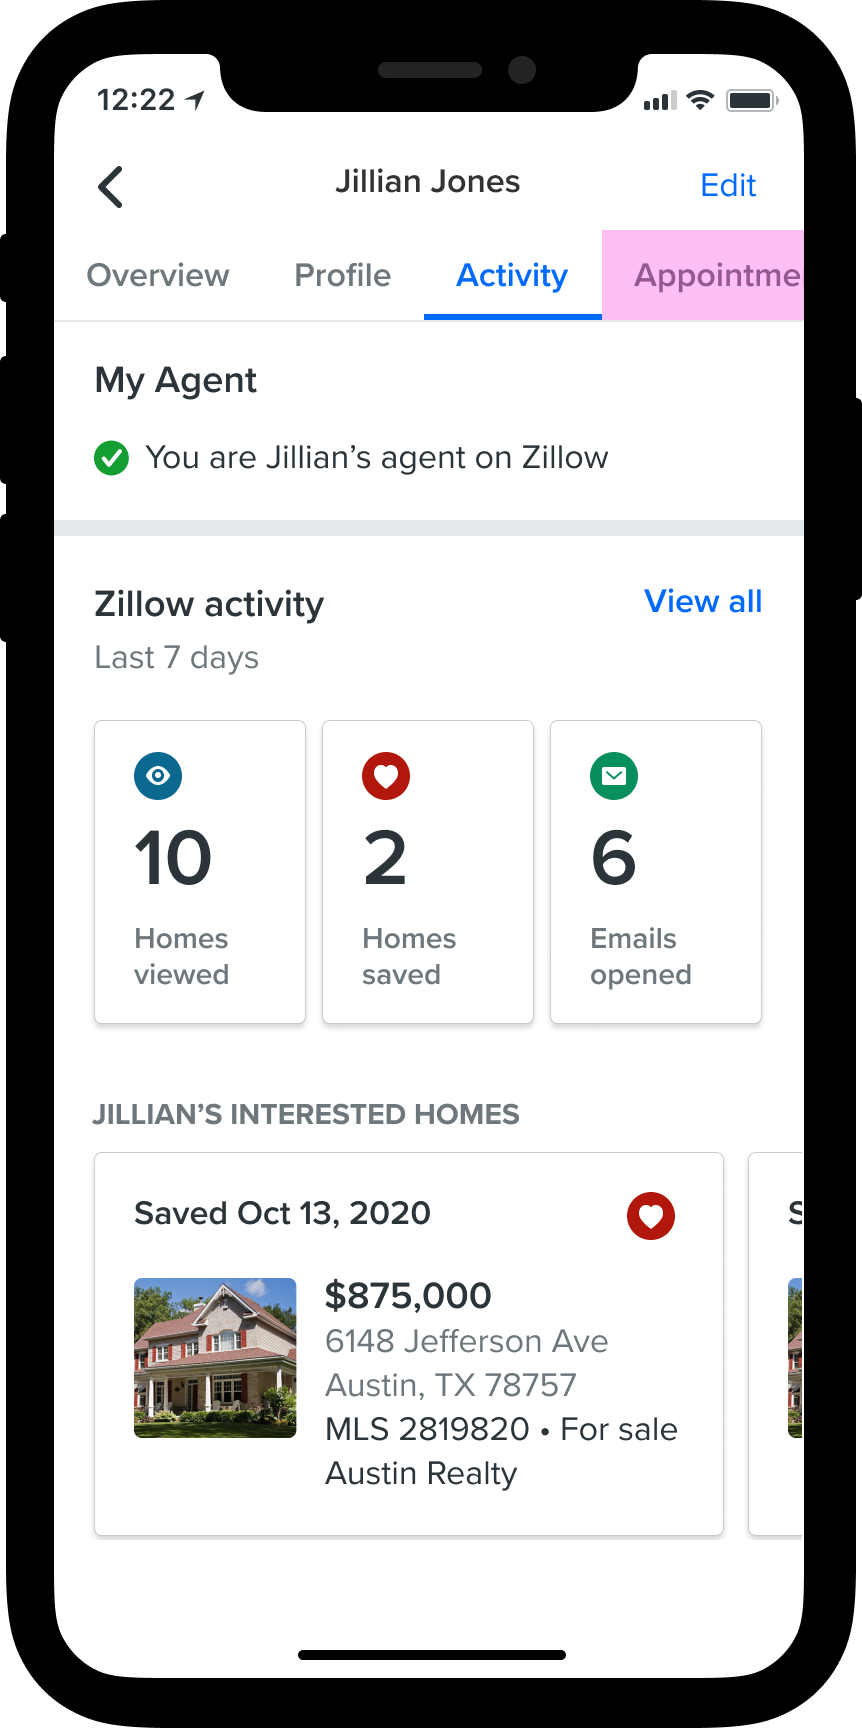 12:22
Jillian Jones
Edit
Overview Profile Activity Appointme
My Agent
You are Jillian’s agent on Zillow
Zillow activity
View all
Last 7 days
10
Homes
viewed
2
Homes
saved
6
Emails
opened
JILLIAN’S INTERESTED HOMES
Saved Oct 13, 2020
$875,000
6148 Jefferson Ave
Austin, TX 78757
MLS 2819820 • For sale
Austin Realty